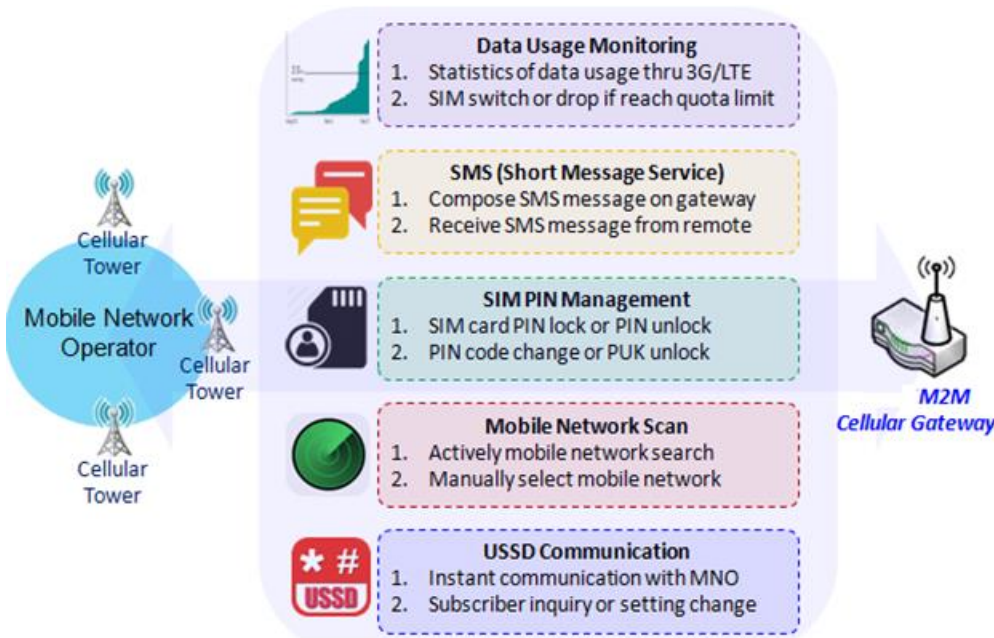 Data Usage Monitoring
1. Statistics of data usage thru 3G/LTE
2. SIM switch or drop if reach quota limit
SMS (Short Message Service)
1. Compose SMS message on gateway
2. Receive SMS message from remote
Cellular
Tower
Mobile Network
Operator
Cellular
Tower
Cellular
Tower
SIM PIN Management
1. SIM card PIN lock or PIN unlock
2. PIN code change or PUK unlock
M2M
Cellular Gateway
Mobile Network Scan
1. Actively mobile network search
2. Manually select mobile network
* #
USSD
USSD Communication
1. Instant communication with MNO
2. Subscriber inquiry or setting change